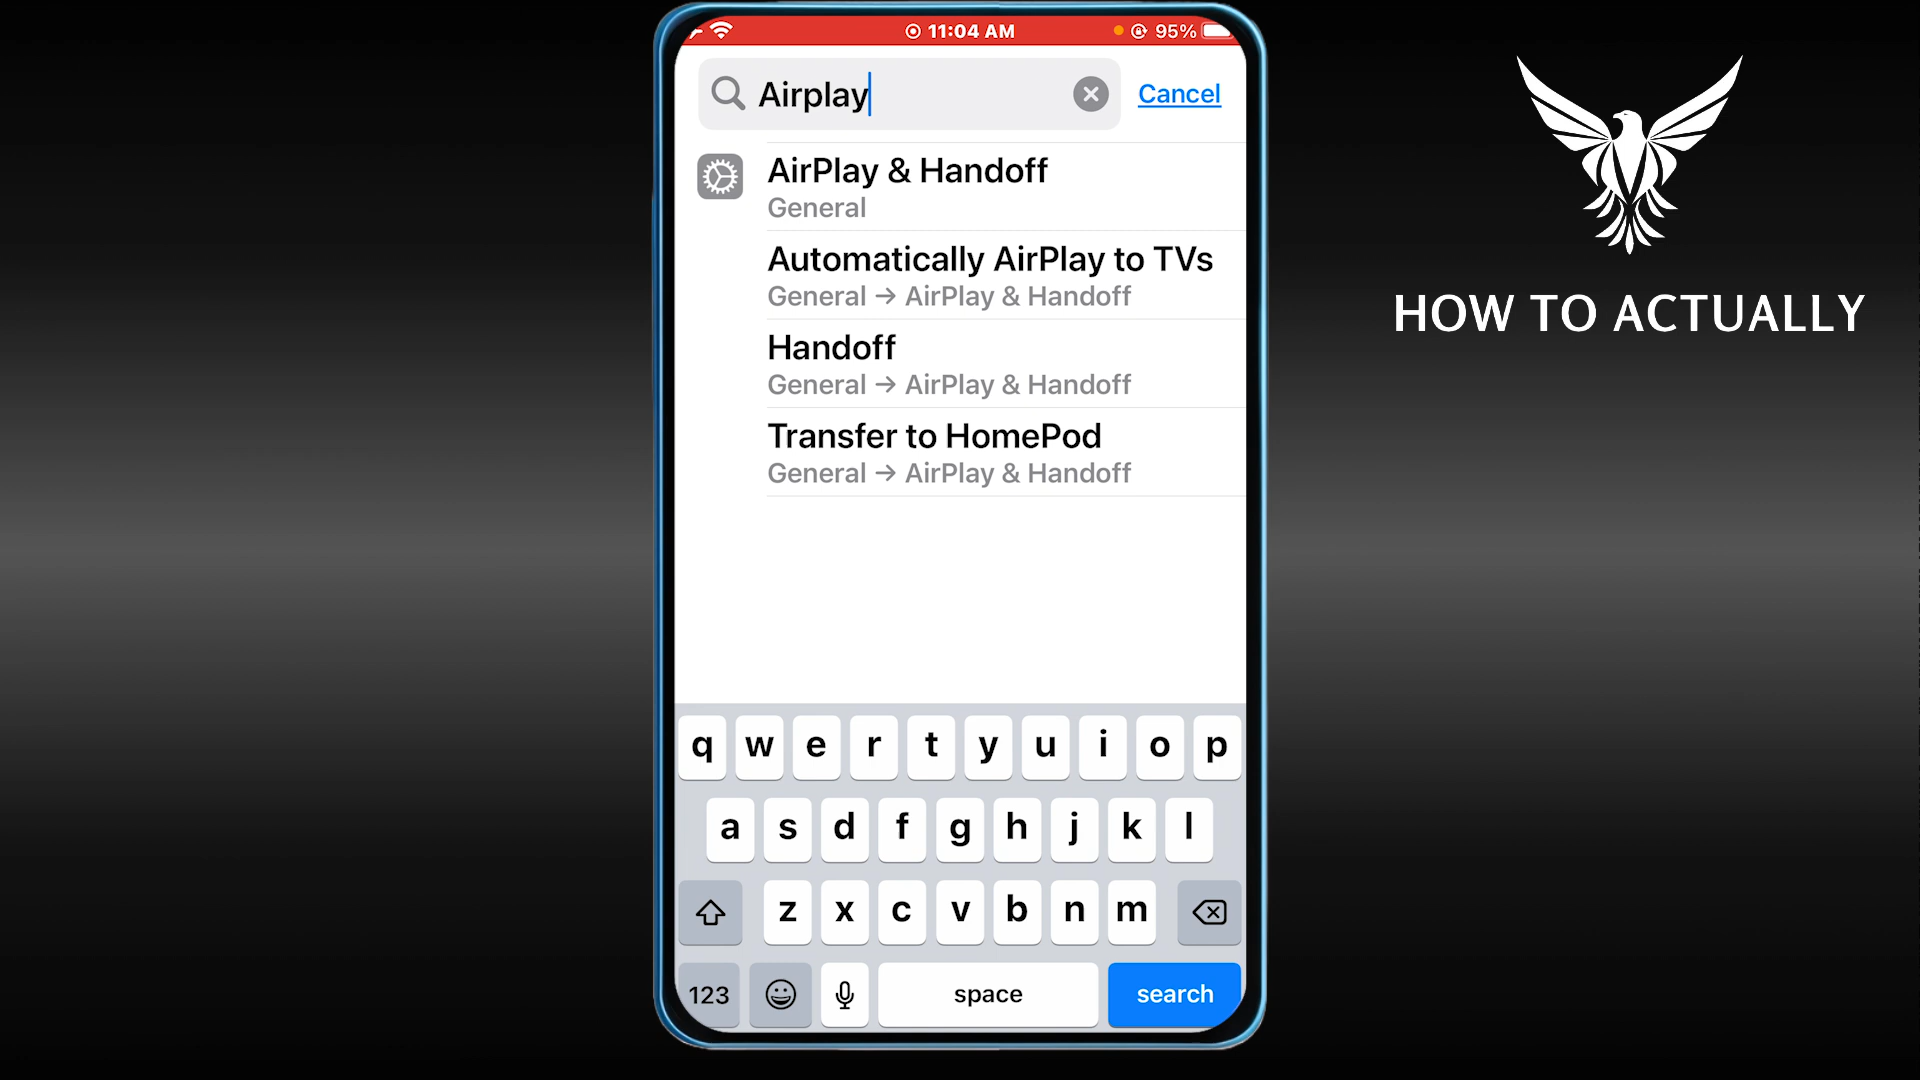 11:04 AM
95%
Airplay
Cancel
AirPlay & Handoff
General
Automatically AirPlay to TVs
General → AirPlay & Handoff
Handoff
General → AirPlay & Handoff
Transfer to HomePod
General → AirPlay & Handoff
q w e r t y u i o p
a s d f g h j k l
z x c v b n m
123 space search
HOW TO ACTUALLY